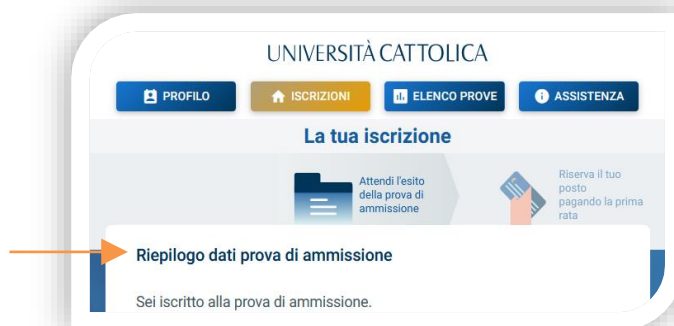 UNIVERSITÀ CATTOLICA
PROFILO ISCRIZIONI ELENCO PROVE ASSISTENZA
La tua iscrizione
Attendi l'esito
della prova di
ammissione
Riserva il tuo
posto
pagando la prima
rata
Riepilogo dati prova di ammissione
Sei iscritto alla prova di ammissione.